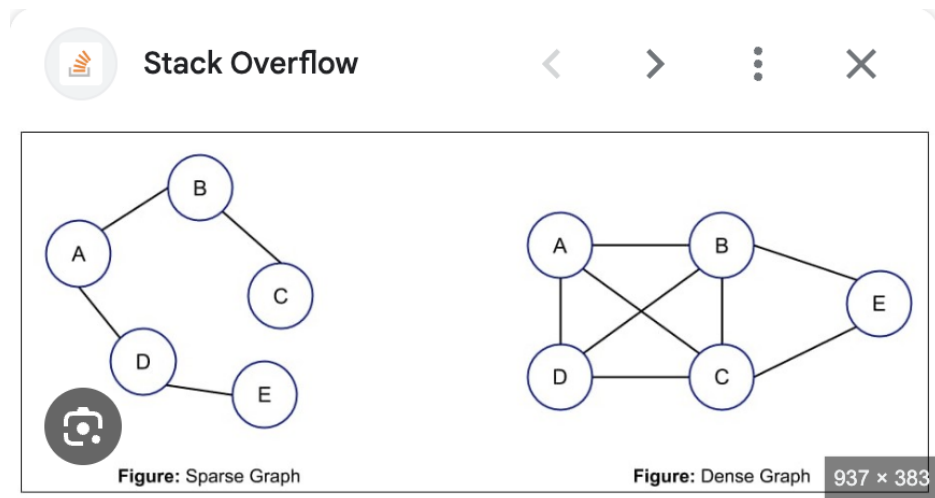 Stack Overflow
B
A
C
D
E
Figure: Sparse Graph
A
B
E
D
C
Figure: Dense Graph
937 × 383